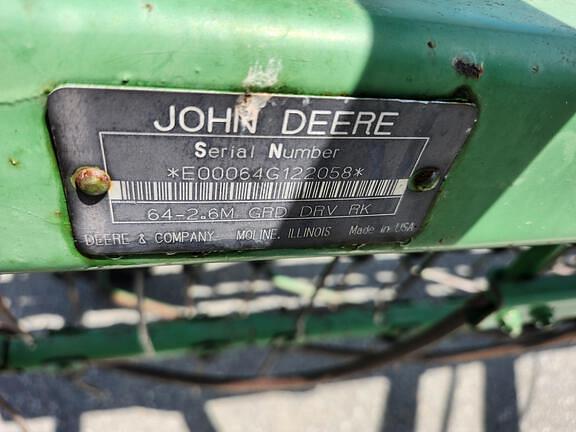 JOHN DEERE
Serial Number
*E00064G122058*
64-2.6M GRD DRV RK
DEERE & COMPANY MOLINE, ILLINOIS Made in USA